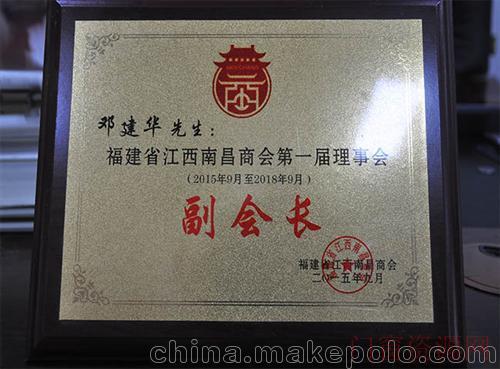 邓建华先生：
福建省江西南昌商会第一届理事会
（2015年9月至2018年9月）
副会长
福建省江西南昌商会
二〇一五年九月
china.makepolo.com